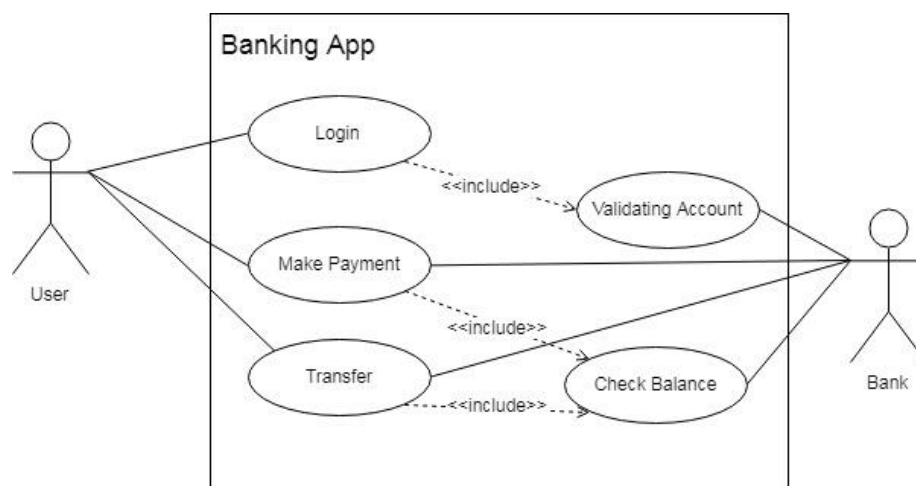 Banking App
Login
<<include>>
Validating Account
Make Payment
User
<<include>>
Transfer
Check Balance
Bank
<<include>>